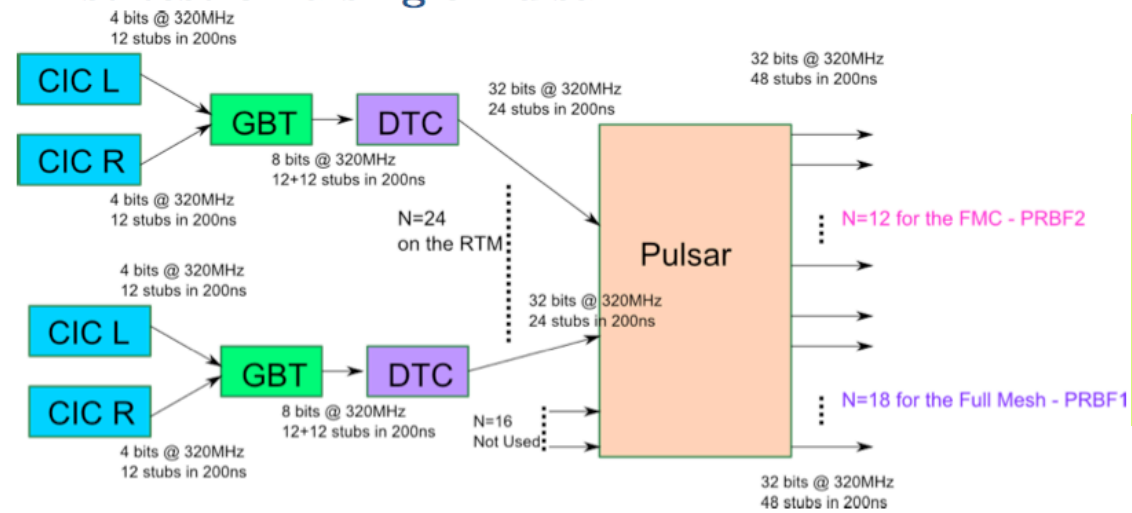 4 bits @ 320MHz
12 stubs in 200ns
CIC L
CIC R
4 bits @ 320MHz
12 stubs in 200ns
GBT
DTC
8 bits @ 320MHz
12+12 stubs in 200ns
32 bits @ 320MHz
24 stubs in 200ns
N=24
on the RTM
4 bits @ 320MHz
12 stubs in 200ns
CIC L
CIC R
4 bits @ 320MHz
12 stubs in 200ns
GBT
DTC
8 bits @ 320MHz
12+12 stubs in 200ns
32 bits @ 320MHz
24 stubs in 200ns
N=16
Not Used
Pulsar
32 bits @ 320MHz
48 stubs in 200ns
N=12 for the FMC - PRBF2
N=18 for the Full Mesh - PRBF1
32 bits @ 320MHz
48 stubs in 200ns